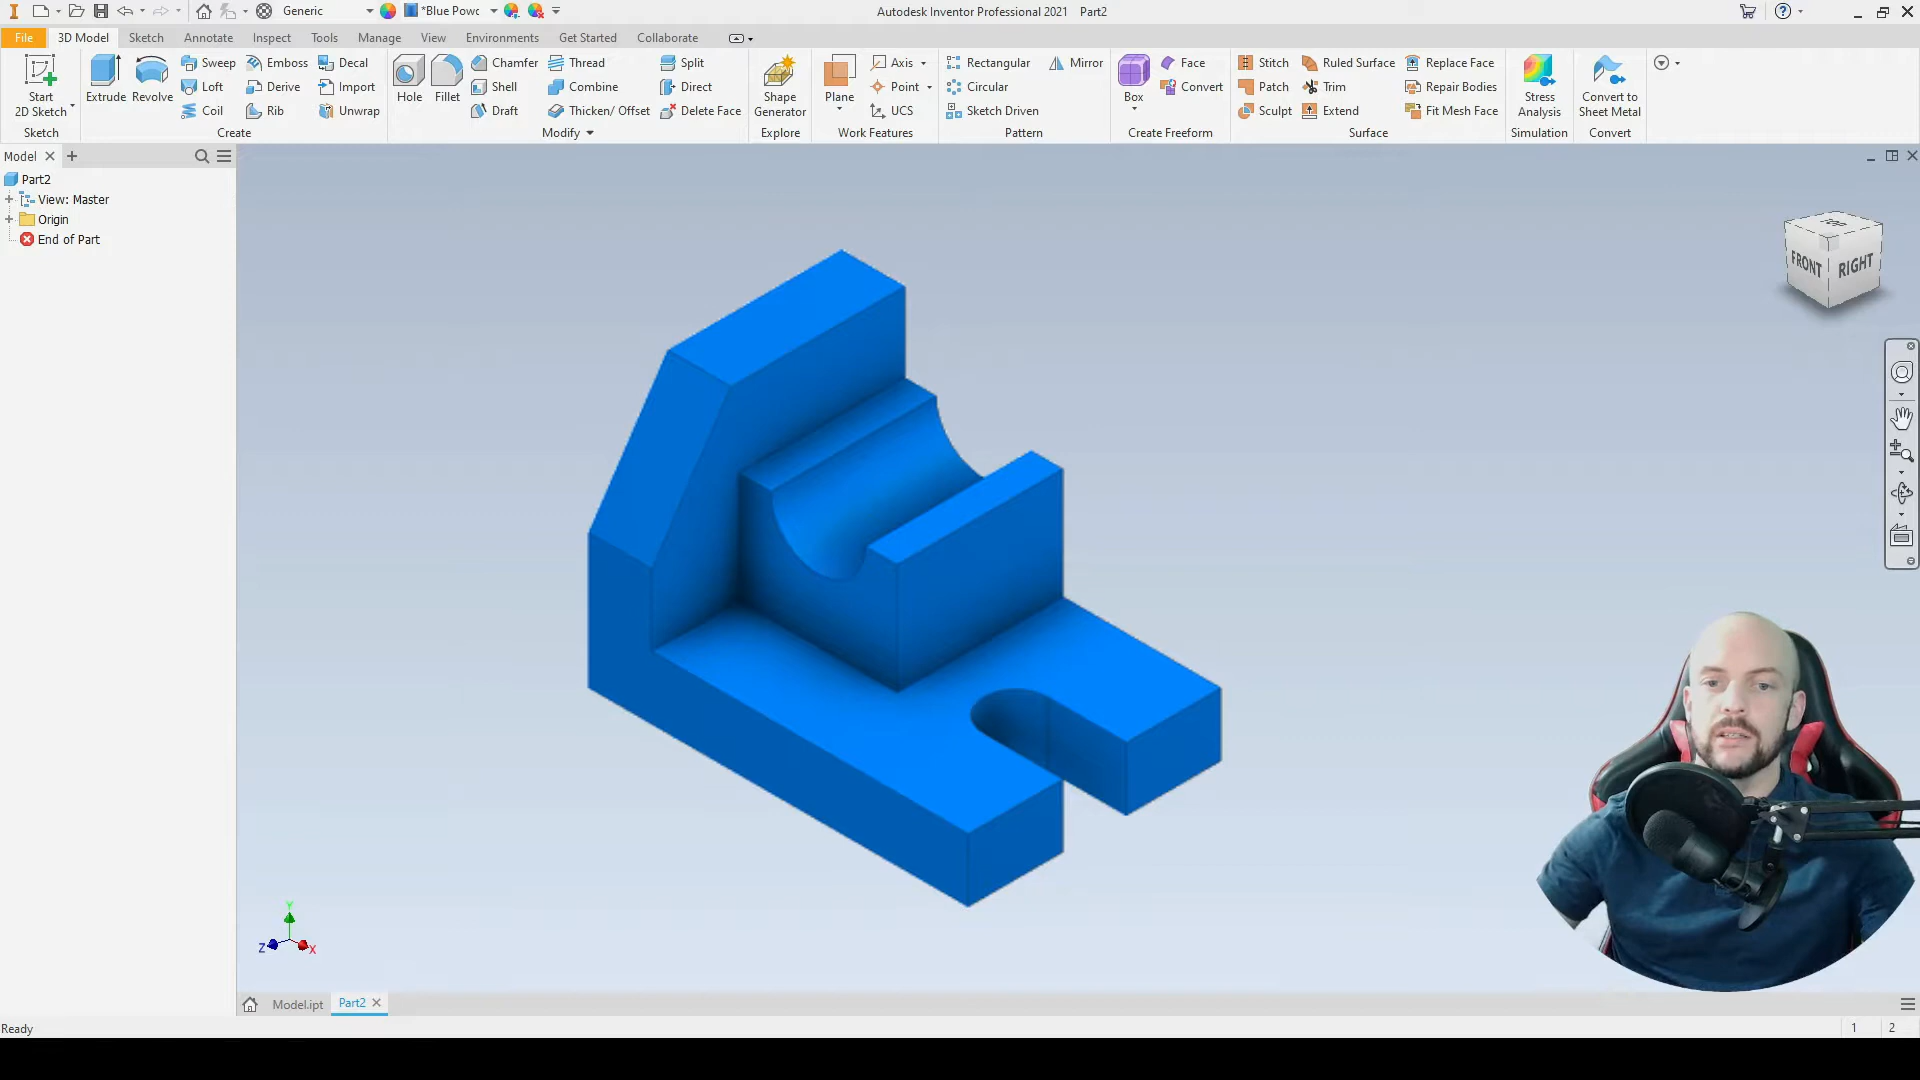 Generic
*Blue Powc
Autodesk Inventor Professional 2021 Part2
File 3D Model Sketch Annotate Inspect Tools Manage View Environments Get Started Collaborate
Start
2D Sketch
Sketch
Extrude
Revolve
Sweep
Loft
Coil
Emboss
Derive
Rib
Decal
Import
Unwrap
Create
Hole
Fillet
Chamfer
Shell
Draft
Thread
Combine
Thicken/ Offset
Split
Direct
Delete Face
Modify
Shape
Generator
Explore
Plane
Axis
Point
UCS
Work Features
Rectangular
Circular
Sketch Driven
Mirror
Pattern
Box
Face
Convert
Create Freeform
Stitch
Patch
Sculpt
Ruled Surface
Trim
Extend
Replace Face
Repair Bodies
Fit Mesh Face
Surface
Stress
Analysis
Simulation
Convert to
Sheet Metal
Convert
Model
Part2
View: Master
Origin
End of Part
TOP
FRONT
RIGHT
Y
Z
X
Model.ipt
Part2
Ready
1 2